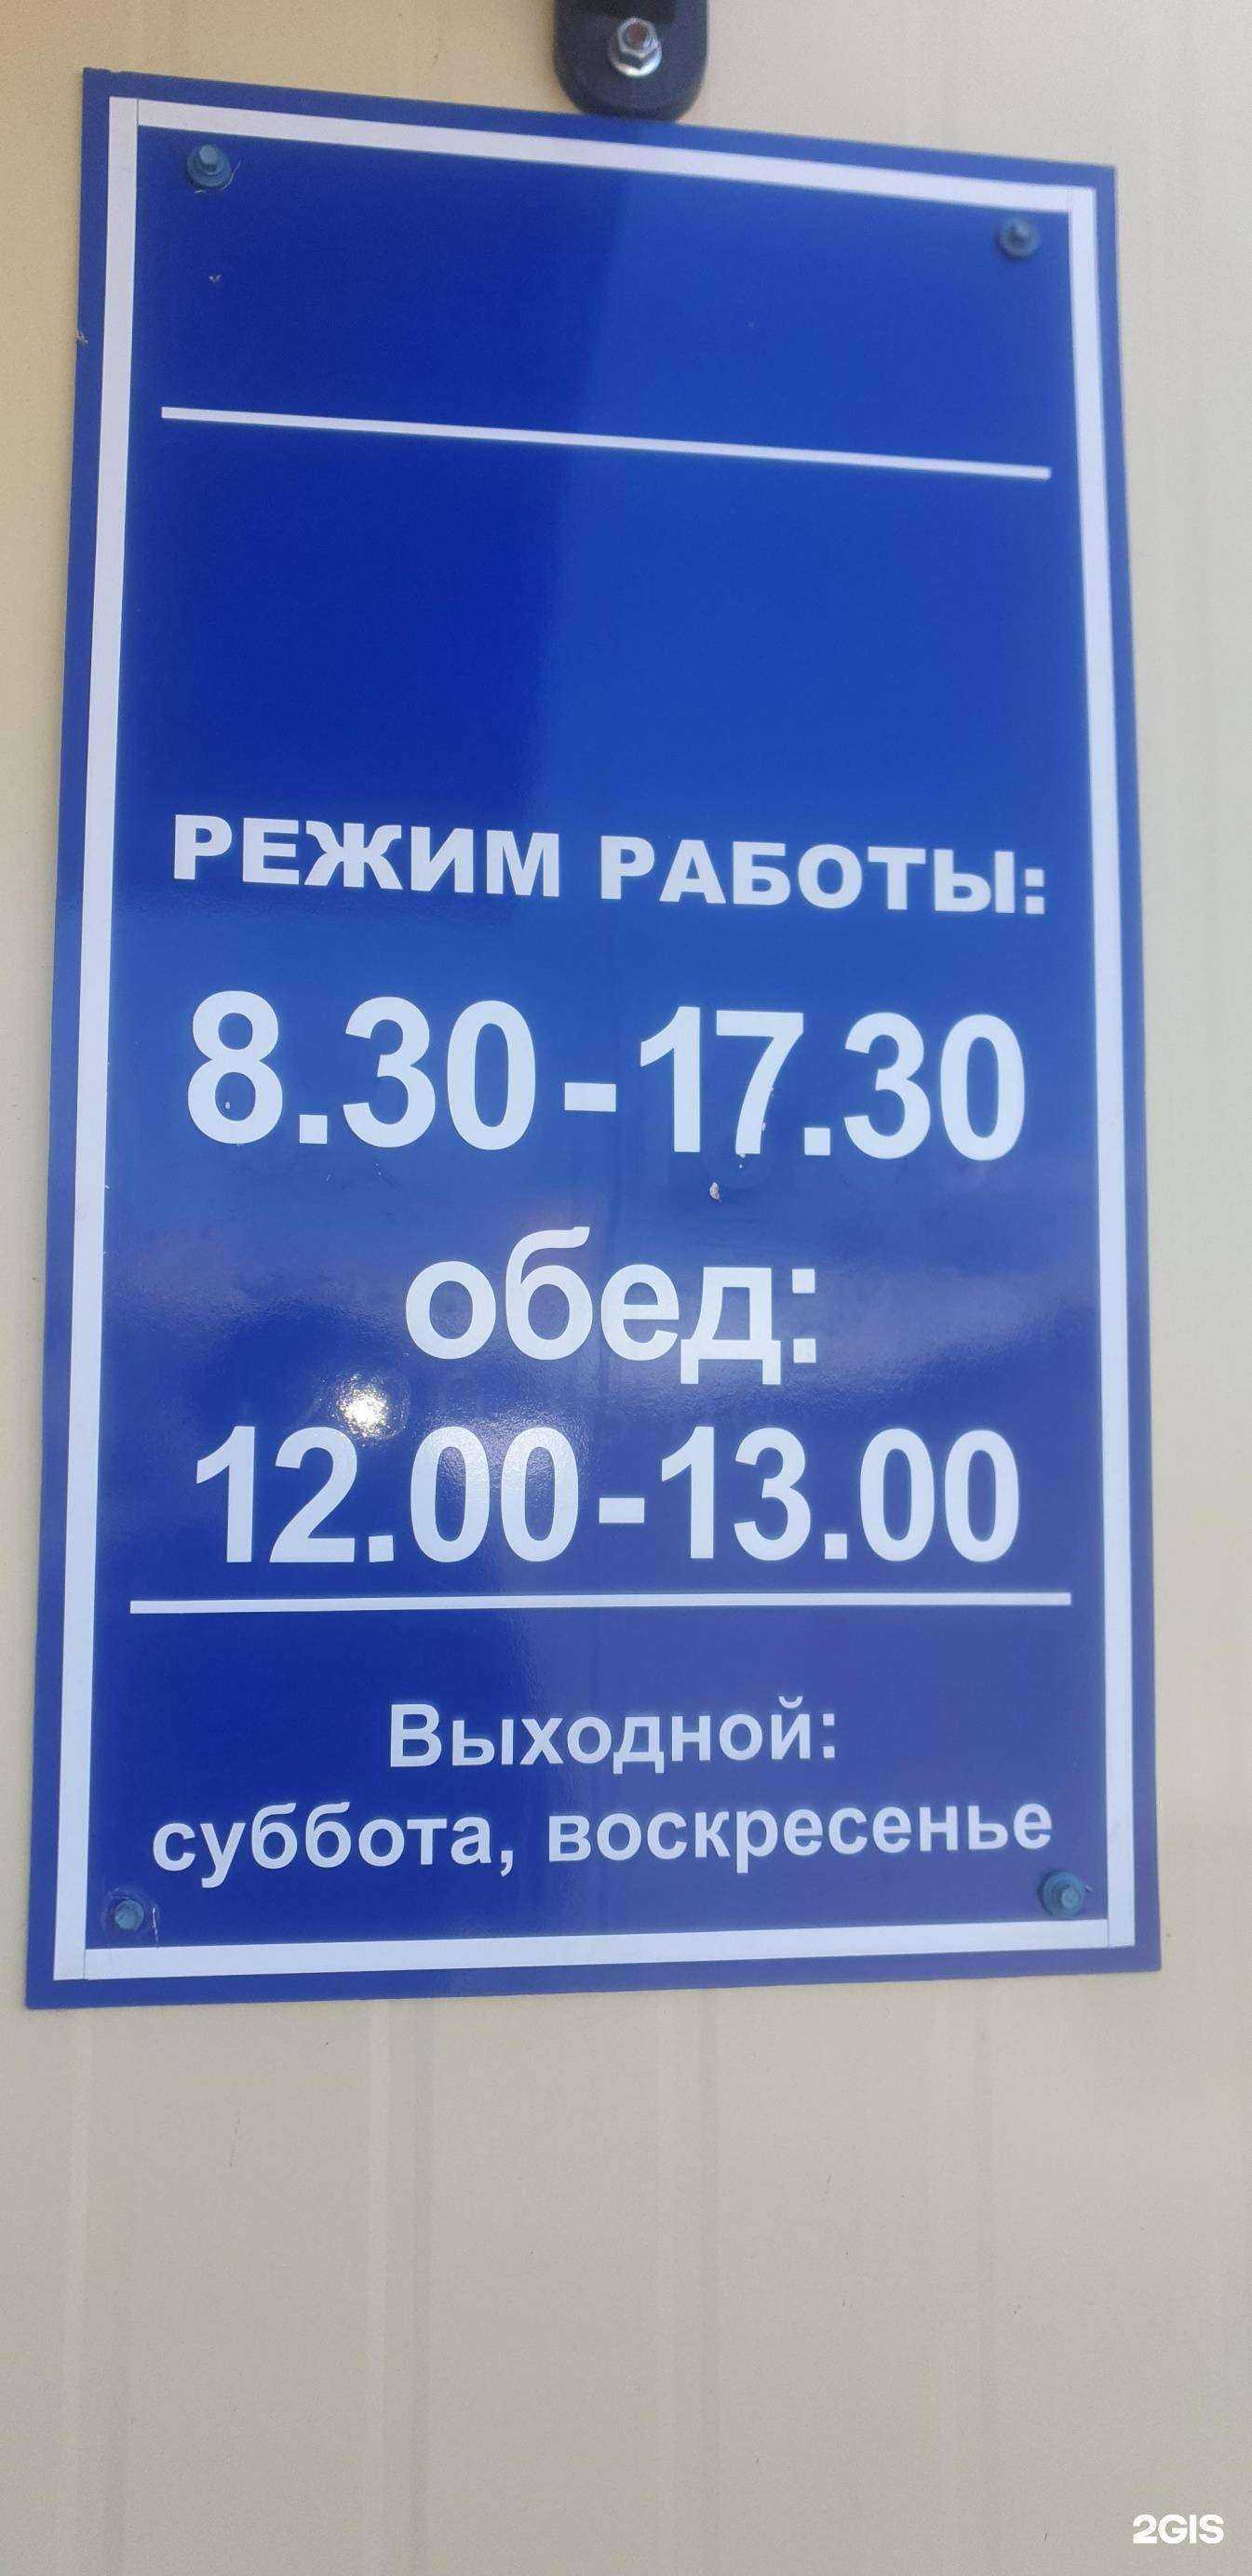 РЕЖИМ РАБОТЫ:
8.30-17.30
обед:
12.00-13.00
Выходной:
суббота, воскресенье
2GIS